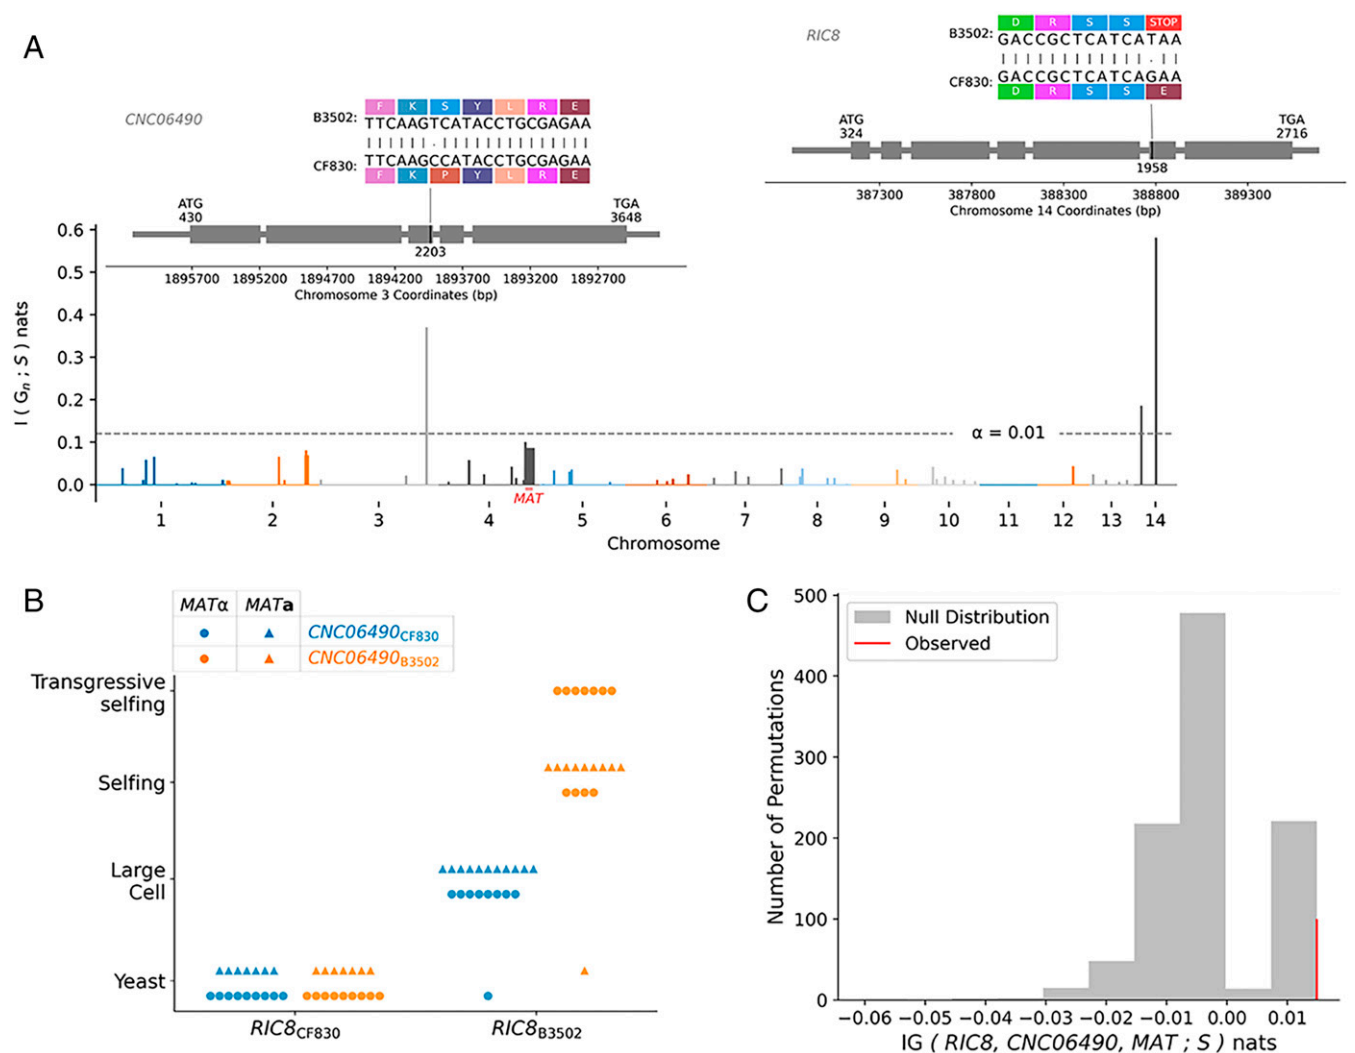 A
CNC06490
F K S Y L R E
B3502: TTCAAGTCATACCTGCGAGAA
CF830: TTCAAGCCATACCTGCGAGAA
F K P Y L R E
ATG
430
TGA
3648
2203
1895700 1895200 1894700 1894200 1893700 1893200 1892700
Chromosome 3 Coordinates (bp)
RIC8
D R S S STOP
B3502: GACCGCTCATCATAA
CF830: GACCGCTCATCAGAA
D R S S E
ATG
324
TGA
2716
1958
387300 387800 388300 388800 389300
Chromosome 14 Coordinates (bp)
I ( Gₙ ; S ) nats
0.6
0.5
0.4
0.3
0.2
0.1
0.0
α = 0.01
MAT
1 2 3 4 5 6 7 8 9 10 11 12 13 14
Chromosome
B
MATα MATa
CNC06490CF830
CNC06490B3502
Transgressive
selfing
Selfing
Large
Cell
Yeast
RIC8CF830 RIC8B3502
C
Null Distribution
Observed
Number of Permutations
500
400
300
200
100
0
−0.06 −0.05 −0.04 −0.03 −0.02 −0.01 0.00 0.01
IG ( RIC8, CNC06490, MAT ; S ) nats